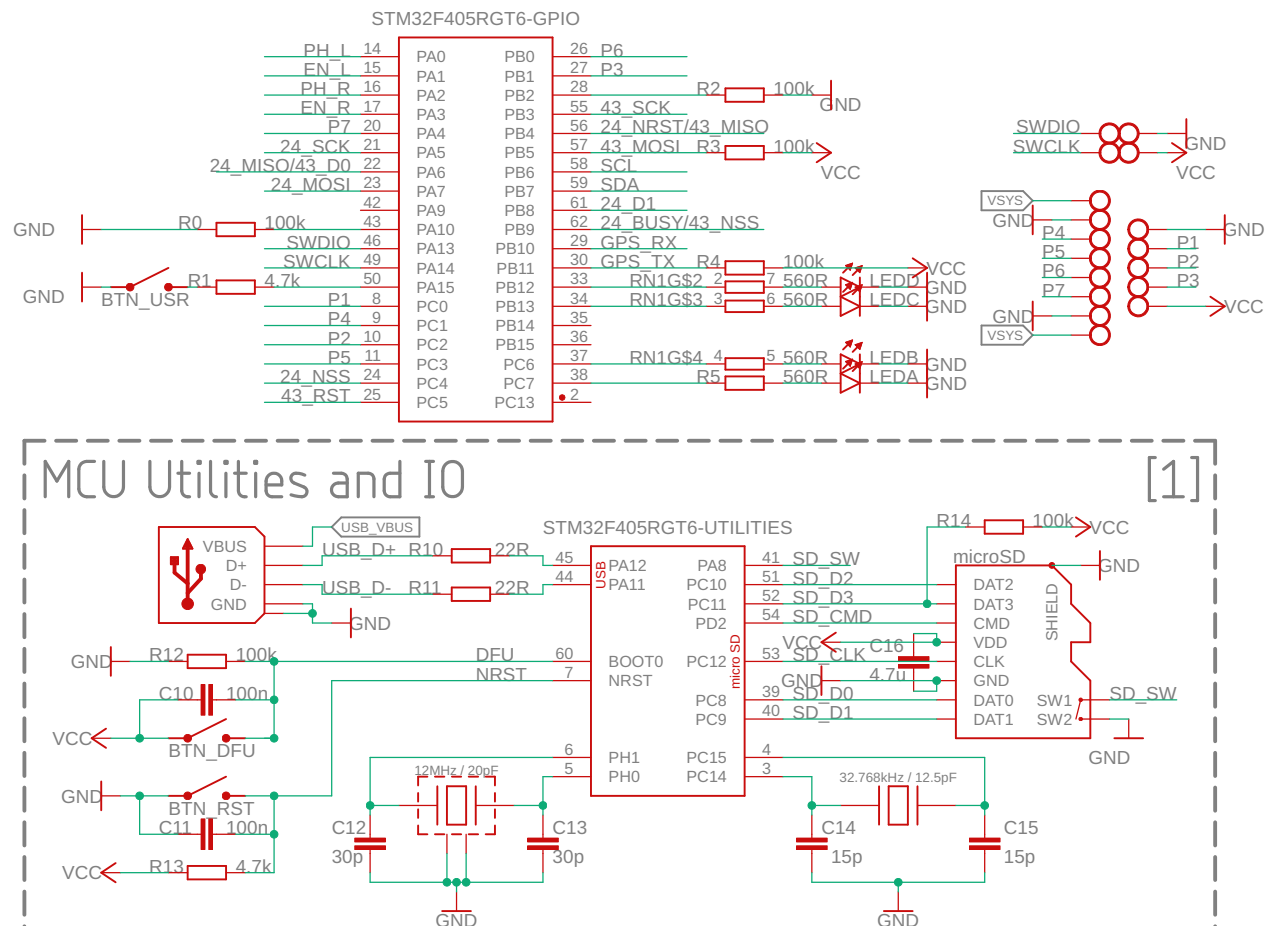 STM32F405RGT6-GPIO
PH_L 14 PA0 PB0 26 P6
EN_L 15 PA1 PB1 27 P3
PH_R 16 PA2 PB2 28 R2 100k GND
EN_R 17 PA3 PB3 55 43_SCK
P7 20 PA4 PB4 56 24_NRST/43_MISO SWDIO GND
24_SCK 21 PA5 PB5 57 43_MOSI R3 100k VCC SWCLK VCC
24_MISO/43_D0 22 PA6 PB6 58 SCL
24_MOSI 23 PA7 PB7 59 SDA
42 PA9 PB8 61 24_D1 VSYS
GND R0 100k 43 PA10 PB9 62 24_BUSY/43_NSS GND GND
SWDIO 46 PA13 PB10 29 GPS_RX P4 P1
SWCLK 49 PA14 PB11 30 GPS_TX R4 100k VCC P5 P2
GND BTN_USR R1 4.7k 50 PA15 PB12 33 RN1G$2 2 7 560R LEDD GND P6 P3
P1 8 PC0 PB13 34 RN1G$3 3 6 560R LEDC GND P7 VCC
P4 9 PC1 PB14 35 GND
P2 10 PC2 PB15 36 VSYS
P5 11 PC3 PC6 37 RN1G$4 4 5 560R LEDB GND
24_NSS 24 PC4 PC7 38 R5 560R LEDA GND
43_RST 25 PC5 PC13 2
MCU Utilities and IO [1]
USB_VBUS STM32F405RGT6-UTILITIES R14 100k VCC
VBUS microSD
D+ USB_D+ R10 22R 45 USB PA12 PA8 41 SD_SW GND
D- USB_D- R11 22R 44 PA11 PC10 51 SD_D2 DAT2
GND PC11 52 SD_D3 DAT3 SHIELD
GND PD2 54 SD_CMD CMD
VCC C16 VDD
GND R12 100k DFU 60 BOOT0 micro SD PC12 53 SD_CLK CLK
NRST 7 NRST GND 4.7u GND
C10 100n PC8 39 SD_D0 DAT0 SW1 SD_SW
PC9 40 SD_D1 DAT1 SW2
VCC BTN_DFU
6 PH1 PC15 4 GND
12MHz / 20pF 5 PH0 PC14 3 32.768kHz / 12.5pF
GND BTN_RST
C11 100n C12 C13 C14 C15
30p 30p 15p 15p
VCC R13 4.7k
GND GND